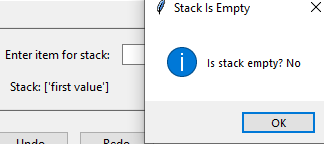 Stack Is Empty
Enter item for stack:
Is stack empty? No
Stack: ['first value']
OK
Undo Redo